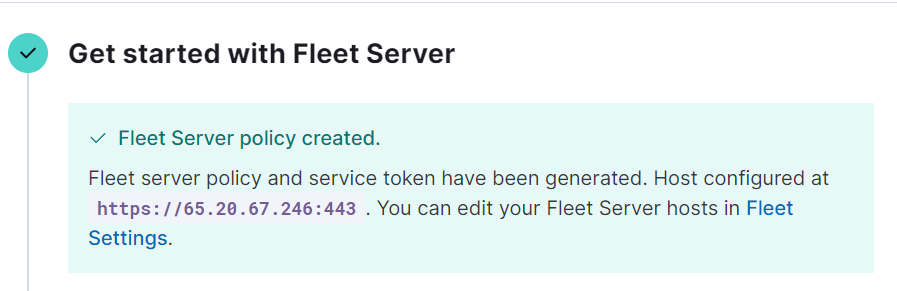 Get started with Fleet Server
Fleet Server policy created.
Fleet server policy and service token have been generated. Host configured at
https://65.20.67.246:443 . You can edit your Fleet Server hosts in Fleet
Settings.